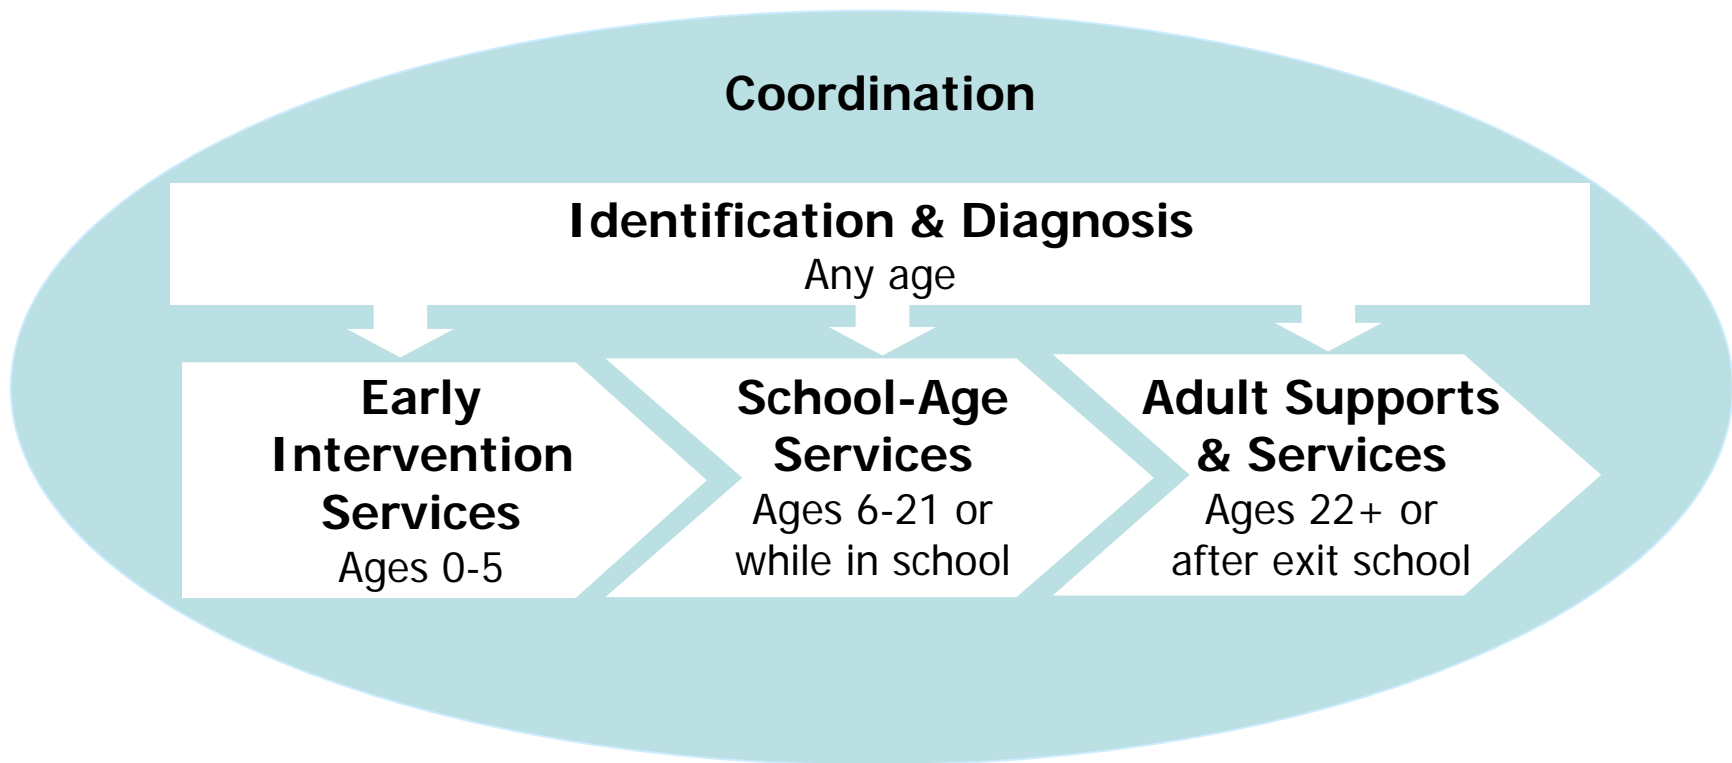 Coordination
Identification & Diagnosis
Any age
Early
Intervention
Services
Ages 0-5
School-Age
Services
Ages 6-21 or
while in school
Adult Supports
& Services
Ages 22+ or
after exit school